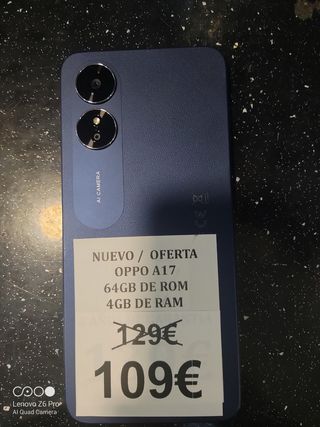 AI CAMERA
NUEVO / OFERTA
OPPO A17
64GB DE ROM
4GB DE RAM
129€
109€
Lenovo Z6 Pro
AI Quad Camera